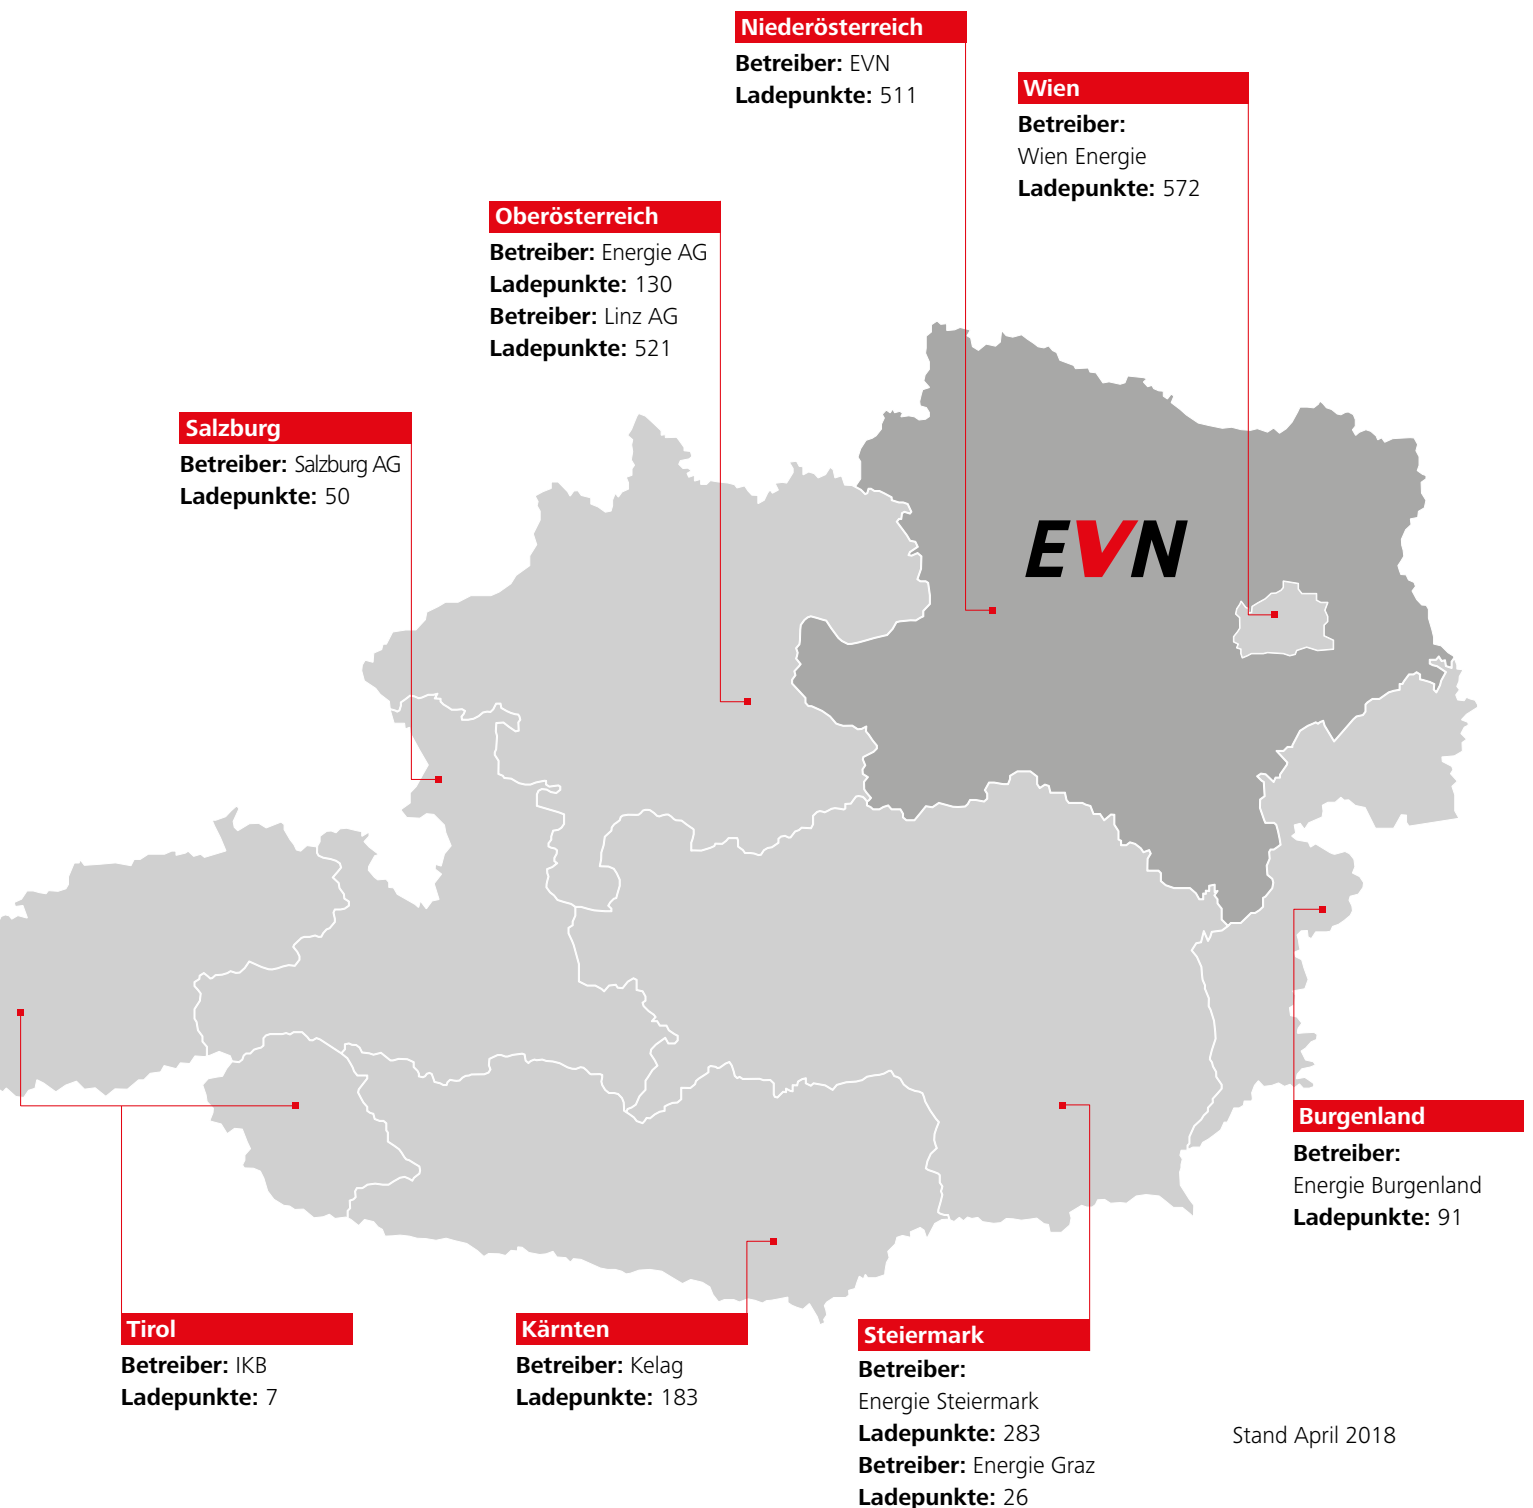 Niederösterreich
Betreiber: EVN
Ladepunkte: 511
Wien
Betreiber:
Wien Energie
Ladepunkte: 572
Oberösterreich
Betreiber: Energie AG
Ladepunkte: 130
Betreiber: Linz AG
Ladepunkte: 521
Salzburg
Betreiber: Salzburg AG
Ladepunkte: 50
EVN
Burgenland
Betreiber:
Energie Burgenland
Ladepunkte: 91
Tirol
Betreiber: IKB
Ladepunkte: 7
Kärnten
Betreiber: Kelag
Ladepunkte: 183
Steiermark
Betreiber:
Energie Steiermark
Ladepunkte: 283
Betreiber: Energie Graz
Ladepunkte: 26
Stand April 2018